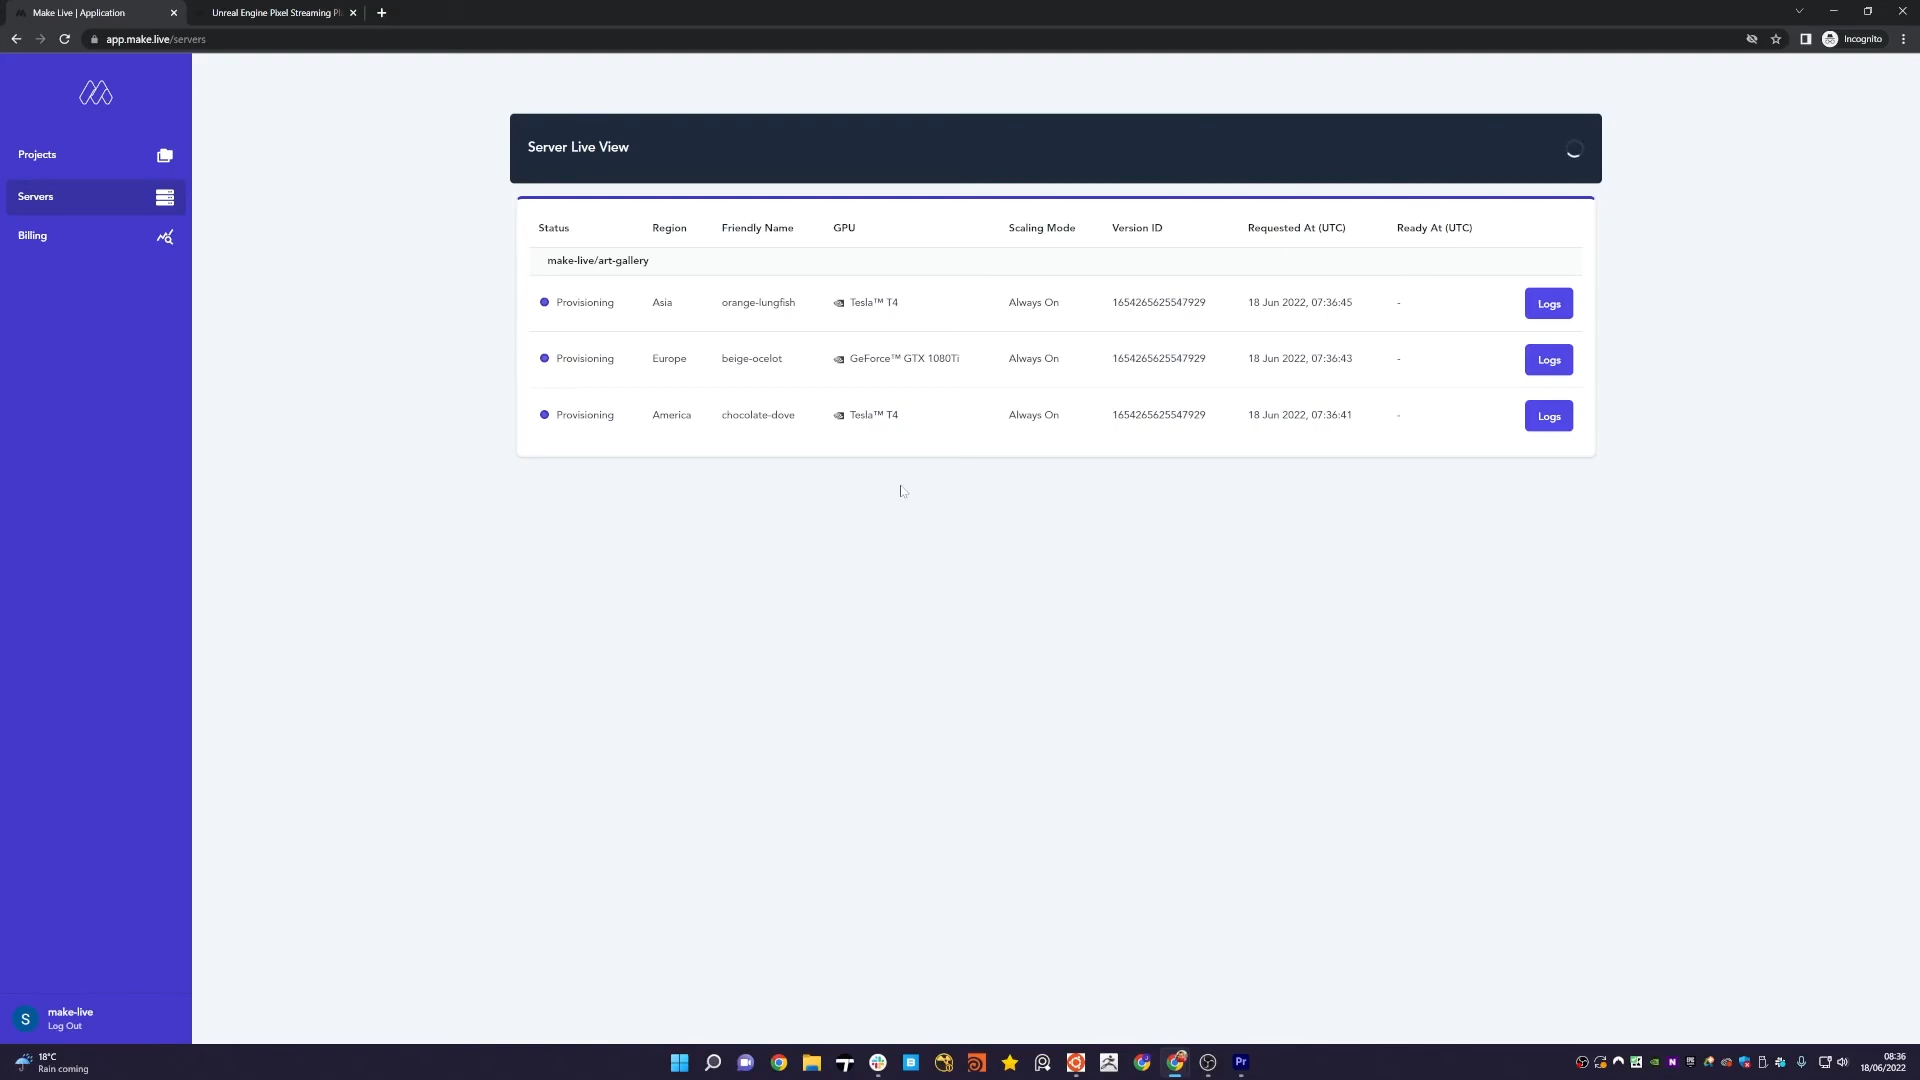 Make Live | Application
Unreal Engine Pixel Streaming Pl
app.make.live/servers
Incognito
Projects
Servers
Billing
Server Live View
Status Region Friendly Name GPU Scaling Mode Version ID Requested At (UTC) Ready At (UTC)
make-live/art-gallery
Provisioning Asia orange-lungfish Tesla™ T4 Always On 1654265625547929 18 Jun 2022, 07:36:45 - Logs
Provisioning Europe beige-ocelot GeForce™ GTX 1080Ti Always On 1654265625547929 18 Jun 2022, 07:36:43 - Logs
Provisioning America chocolate-dove Tesla™ T4 Always On 1654265625547929 18 Jun 2022, 07:36:41 - Logs
S
make-live
Log Out
18°C
Rain coming
Pr
08:36
18/06/2022